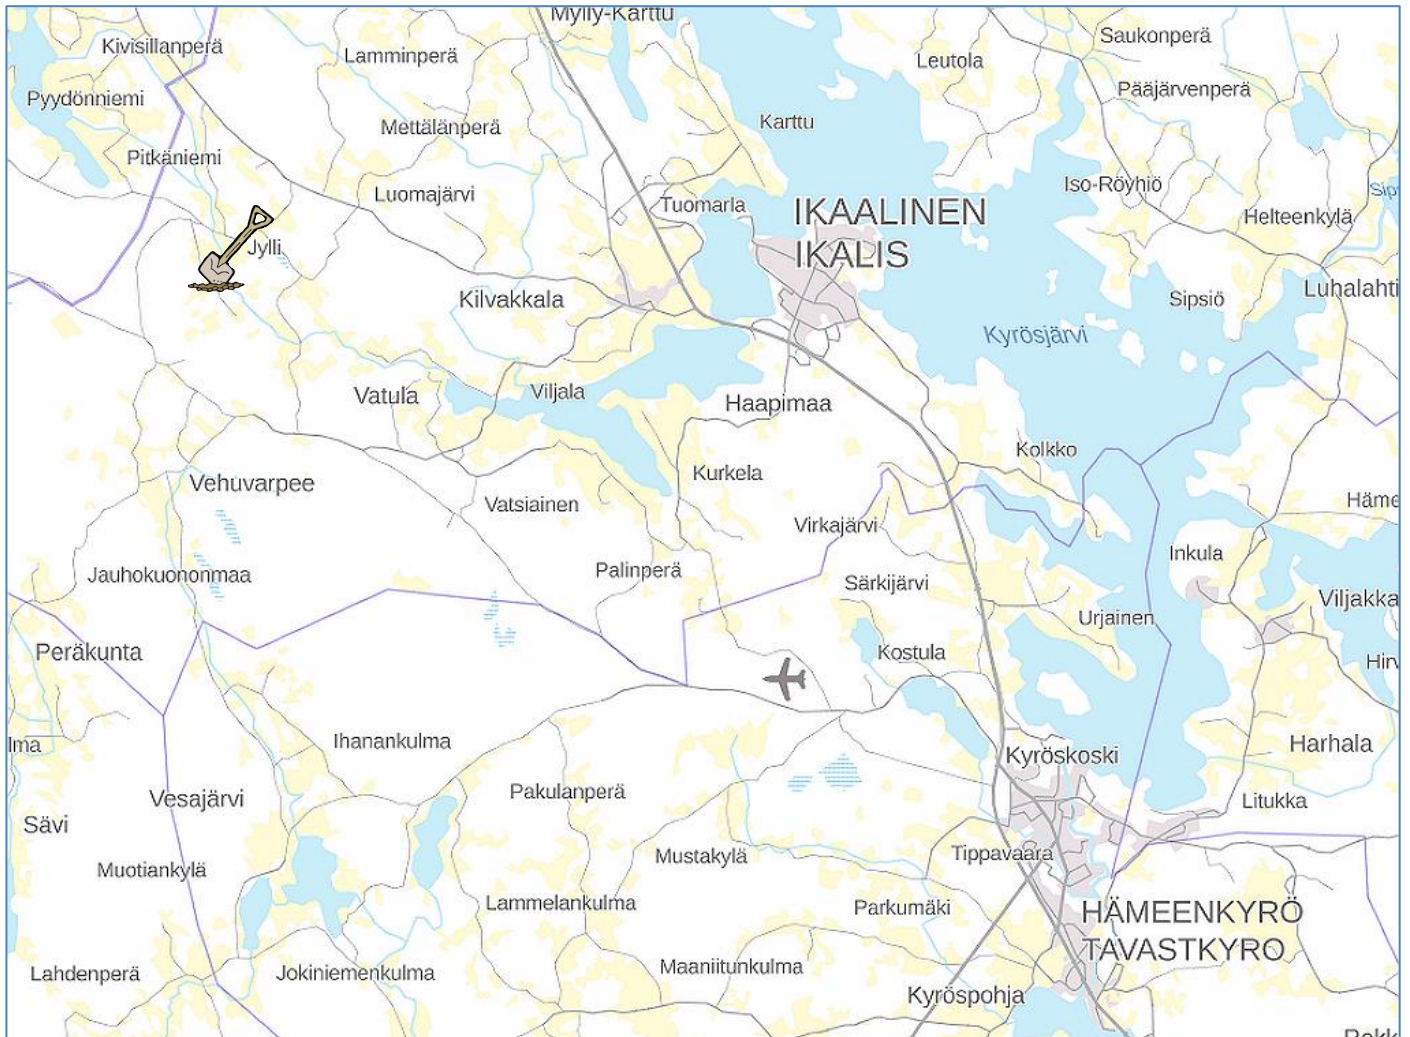 Mylly-Karttu
Kivisillanperä
Lamminperä
Leutola
Saukonperä
Pyydönniemi
Pääjärvenperä
Mettälänperä
Karttu
Pitkäniemi
Luomajärvi
Tuomarla
Iso-Röyhiö
IKAALINEN
IKALIS
Helteenkylä
Jylli
Kilvakkala
Sipsiö
Luhalahti
Kyrösjärvi
Vatula
Viljala
Haapimaa
Kolkko
Vehuvarpee
Kurkela
Vatsiainen
Virkajärvi
Inkula
Jauhokuononmaa
Palinperä
Särkijärvi
Viljakka
Urjainen
Peräkunta
Kostula
Ihanankulma
Harhala
Kyröskoski
Vesajärvi
Pakulanperä
Litukka
Sävi
Mustakylä
Tippavaara
Muotiankylä
Lammelankulma
Parkumäki
HÄMEENKYRÖ
TAVASTKYRO
Lahdenperä
Jokiniemenkulma
Maaniitunkulma
Kyröspohja